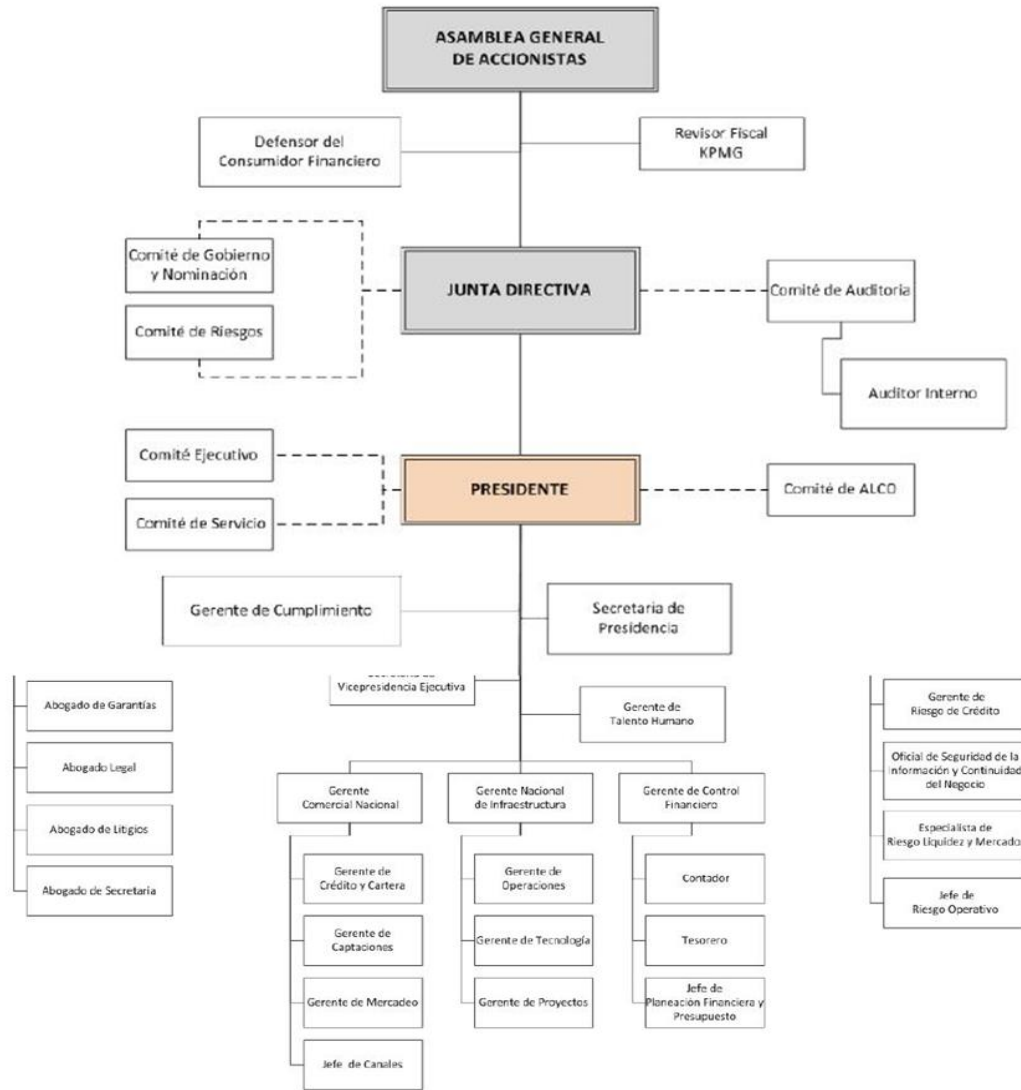 ASAMBLEA GENERAL
DE ACCIONISTAS
Defensor del
Consumidor Financiero
Revisor Fiscal
KPMG
Comité de Gobierno
y Nominación
Comité de Riesgos
JUNTA DIRECTIVA
Comité de Auditoria
Auditor Interno
Comité Ejecutivo
Comité de Servicio
PRESIDENTE
Comité de ALCO
Gerente de Cumplimiento
Secretaria de
Presidencia
Vicepresidencia Ejecutiva
Gerente de
Talento Humano
Abogado de Garantías
Abogado Legal
Abogado de Litigios
Abogado de Secretaría
Gerente
Comercial Nacional
Gerente de
Crédito y Cartera
Gerente de
Captaciones
Gerente de Mercadeo
Jefe de Canales
Gerente Nacional
de Infraestructura
Gerente de
Operaciones
Gerente de Tecnología
Gerente de Proyectos
Gerente de Control
Financiero
Contador
Tesorero
Jefe de
Planeación Financiera y
Presupuesto
Gerente de
Riesgo de Crédito
Oficial de Seguridad de la
Información y Continuidad
del Negocio
Especialista de
Riesgo Líquidez y Mercado
Jefe de
Riesgo Operativo